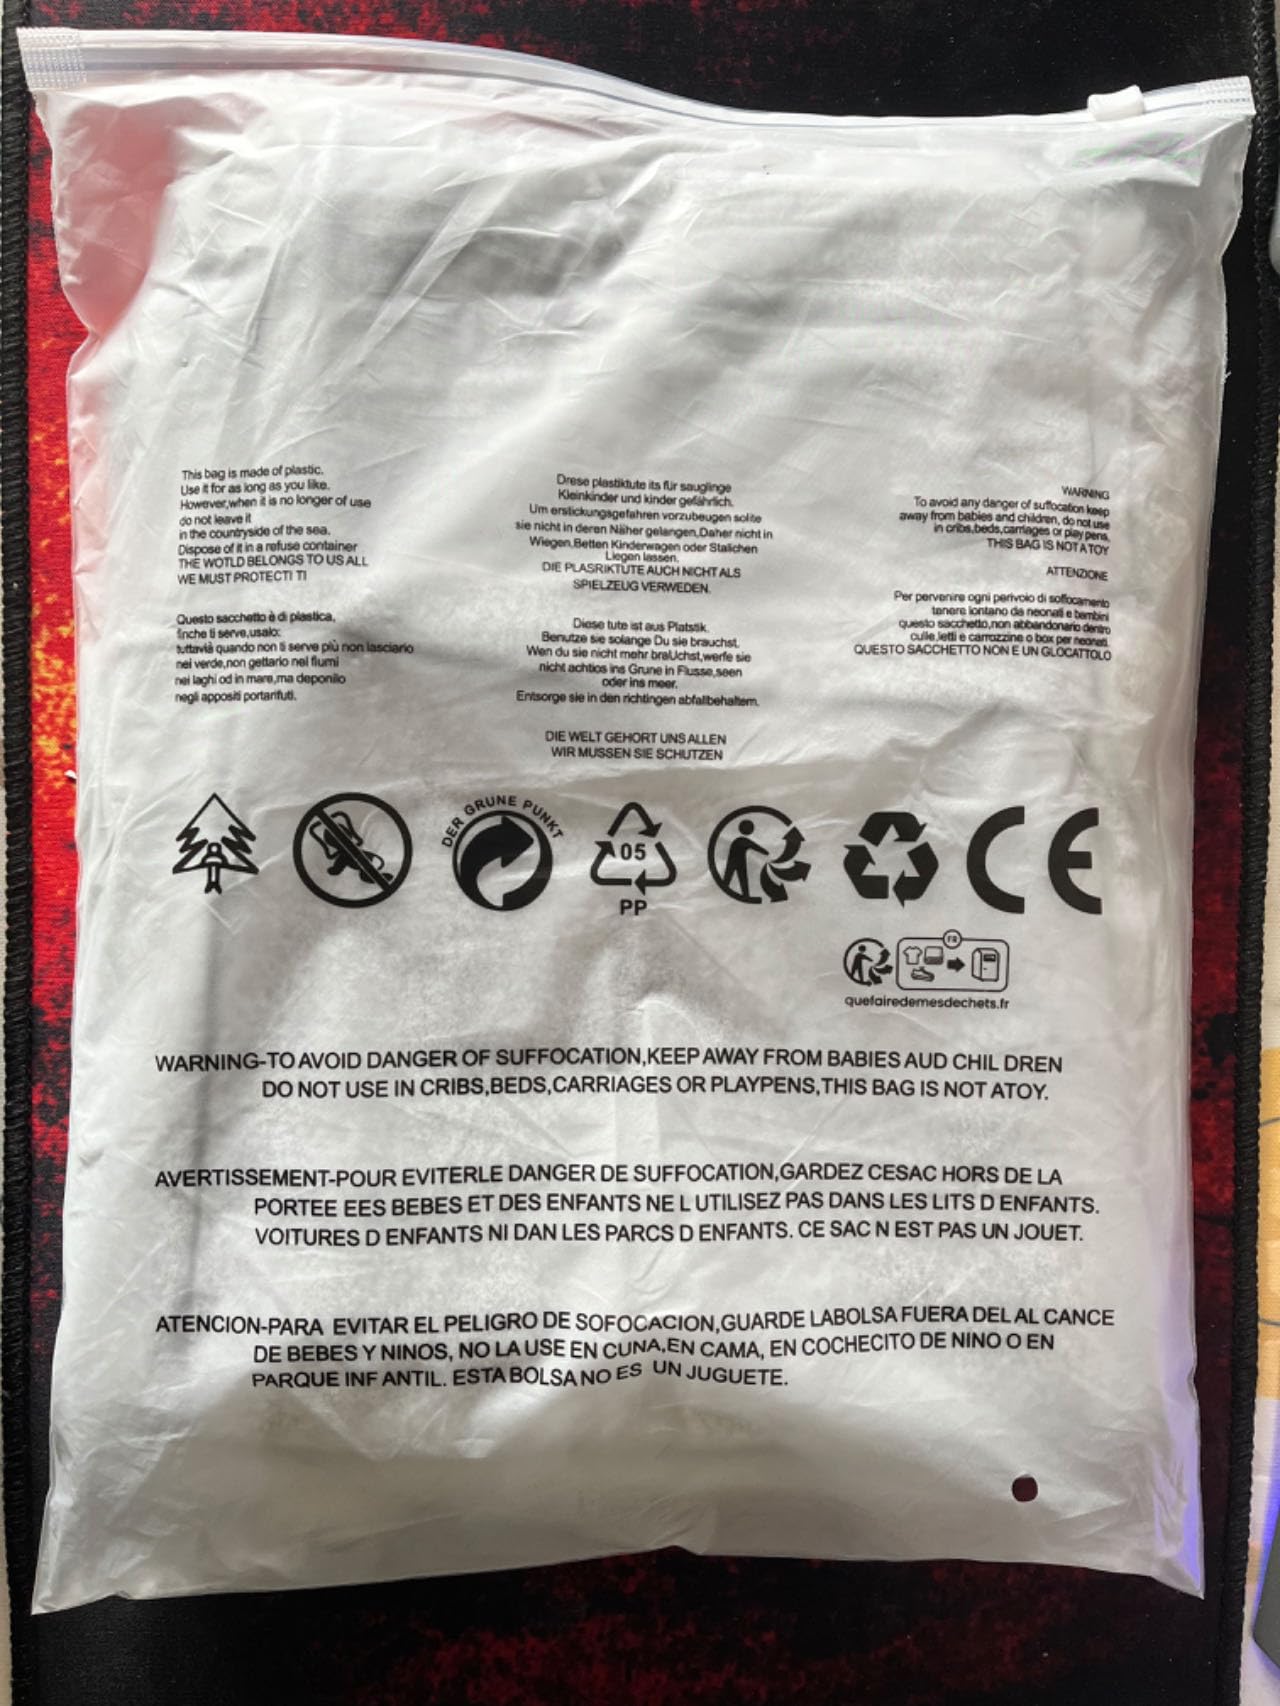 This bag is made of plastic.
Use it for as long as you like.
However,when it is no longer of use
do not leave it
in the countryside of the sea.
Dispose of it in a refuse container
THE WOTLD BELONGS TO US ALL
WE MUST PROTECTI TI
Questo sacchetto è di plastica,
finche ti serve,usalo:
tuttavià quando non ti serve più non lasciario
nei verde,non gettario nel flumi
nei laghi od in mare,ma deponilo
negli appositi portarifuti.
Drese plastiktute its für sauglinge
Kleinkinder und kinder gefährlich.
Um erstickungsgefahren vorzubeugen solite
sie nicht in deren Näher gelangen,Daher nicht in
Wiegen,Betten Kinderwagen oder Stalichen
Liegen lassen.
DIE PLASRIKTUTE AUCH NICHT ALS
SPIELZEUG VERWEDEN.
Diese tute ist aus Platstik.
Benutze sie solange Du sie brauchst.
Wen du sie nicht mehr braUchst,werfe sie
nicht achtlos ins Grune in Flusse,seen
oder ins meer.
Entsorge sie in den richtingen abfallbehaltem.
DIE WELT GEHORT UNS ALLEN
WIR MUSSEN SIE SCHUTZEN
WARNING
To avoid any danger of suffocation keep
away from babies and children, do not use
in cribs,beds,carriages or play pens,
THIS BAG IS NOT A TOY
ATTENZIONE
Per pervenire ogni perivolo di soffocamento
tenere lontano da neonati e bambini
questo sacchetto,non abbandonario dentro
culle,letti e carrozzine o box per neonati.
QUESTO SACCHETTO NON E UN GLOCATTOLO
DER GRUNE PUNKT
05
PP
CE
FR
quefairedemesdechets.fr
WARNING-TO AVOID DANGER OF SUFFOCATION,KEEP AWAY FROM BABIES AUD CHIL DREN
DO NOT USE IN CRIBS,BEDS,CARRIAGES OR PLAYPENS,THIS BAG IS NOT ATOY.
AVERTISSEMENT-POUR EVITERLE DANGER DE SUFFOCATION,GARDEZ CESAC HORS DE LA
PORTEE EES BEBES ET DES ENFANTS NE L UTILISEZ PAS DANS LES LITS D ENFANTS.
VOITURES D ENFANTS NI DAN LES PARCS D ENFANTS. CE SAC N EST PAS UN JOUET.
ATENCION-PARA EVITAR EL PELIGRO DE SOFOCACION,GUARDE LABOLSA FUERA DEL AL CANCE
DE BEBES Y NINOS, NO LA USE EN CUNA,EN CAMA, EN COCHECITO DE NINO O EN
PARQUE INF ANTIL. ESTA BOLSA NO ES UN JUGUETE.